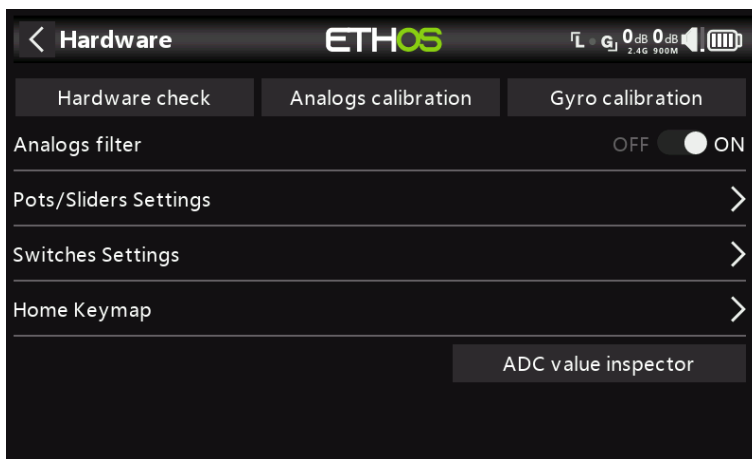 Hardware ETHOS L G 0dB 0dB
2.4G 900M
Hardware check Analogs calibration Gyro calibration
Analogs filter OFF ON
Pots/Sliders Settings
Switches Settings
Home Keymap
ADC value inspector